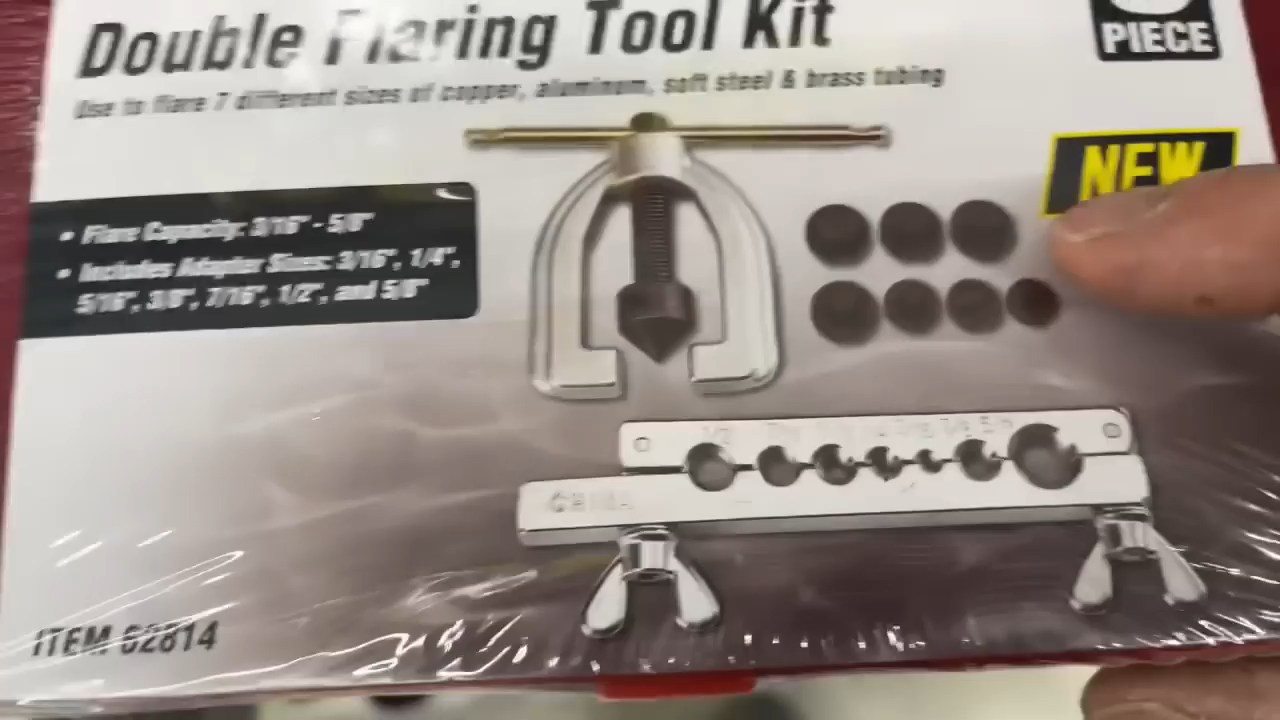 Double Flaring Tool Kit
PIECE
Use to flare 7 different sizes of copper, aluminum, soft steel & brass tubing
NEW
• Flare Capacity: 3/16" - 5/8"
• Includes Adapter Sizes: 3/16", 1/4",
5/16", 3/8", 7/16", 1/2", and 5/8"
CHINA
ITEM 62814